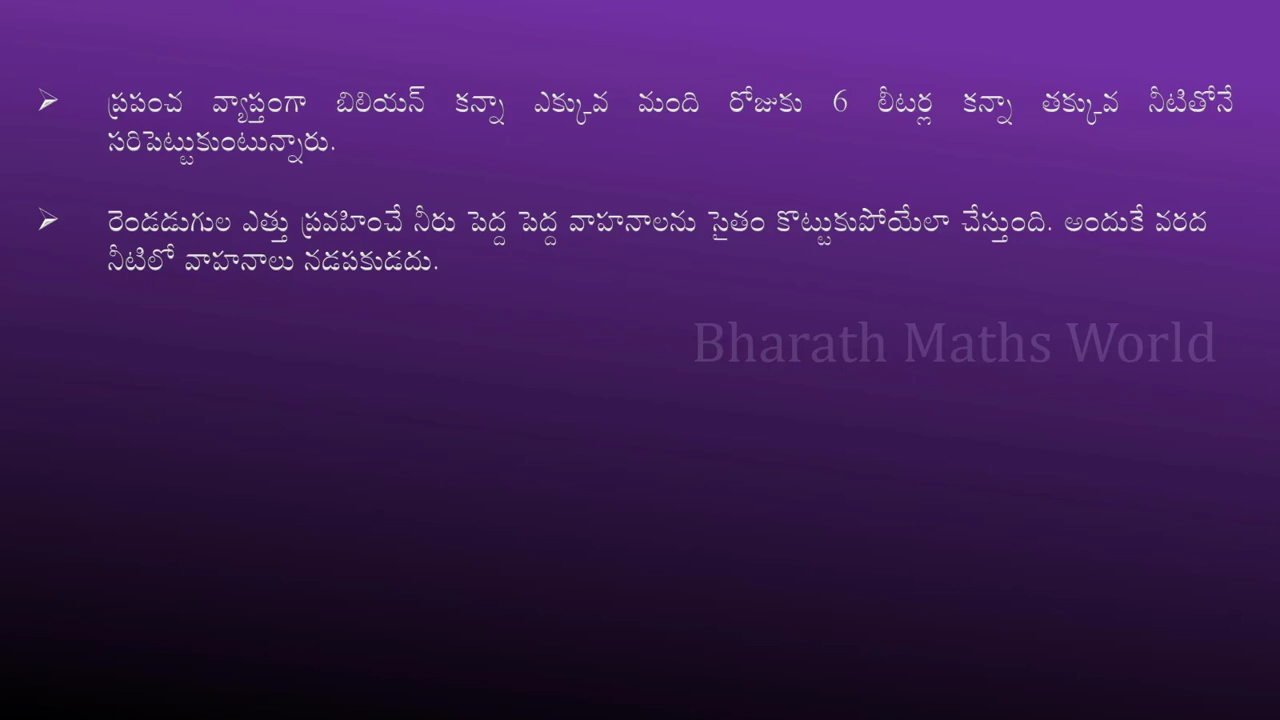 ➢ ప్రపంచ వ్యాప్తంగా బిలియన్ కన్నా ఎక్కువ మంది రోజుకు 6 లీటర్ల కన్నా తక్కువ నీటితోనే
సరిపెట్టుకుంటున్నారు.
➢ రెండడుగుల ఎత్తు ప్రవహించే నీరు పెద్ద పెద్ద వాహనాలను సైతం కొట్టుకుపోయేలా చేస్తుంది. అందుకే వరద
నీటిలో వాహనాలు నడపకుడదు.
Bharath Maths World